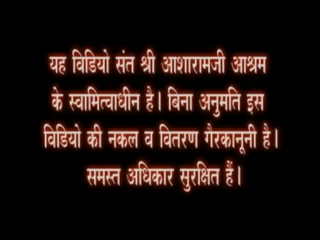 यह विडियो संत श्री आशारामजी आश्रम
के स्वामित्वाधीन है। बिना अनुमति इस
विडियो की नकल व वितरण गैरकानूनी है।
समस्त अधिकार सुरक्षित हैं।